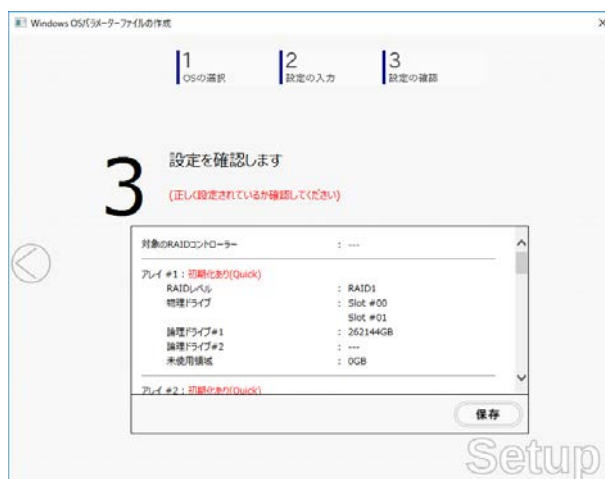 Windows OSパラメーターファイルの作成
1
OSの選択
2
設定の入力
3
設定の確認
3
設定を確認します
(正しく設定されているか確認してください)
対象のRAIDコントローラー : ---
アレイ #1 : 初期化あり(Quick)
RAIDレベル : RAID1
物理ドライブ : Slot #00
Slot #01
論理ドライブ#1 : 262144GB
論理ドライブ#2 : ---
未使用領域 : 0GB
アレイ #2 : 初期化あり(Quick)
保存
Setup